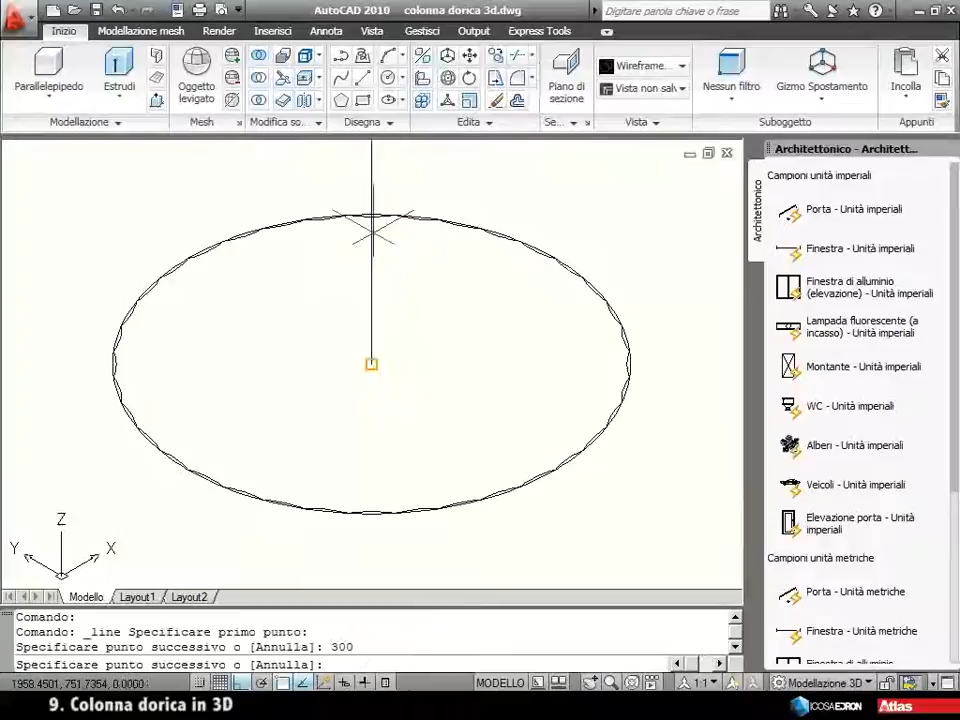 AutoCAD 2010 colonna dorica 3d.dwg
Digitare parola chiave o frase
Inizio Modellazione mesh Render Inserisci Annota Vista Gestisci Output Express Tools
Parallelepipedo
Estrudi
Oggetto levigato
Piano di sezione
Wireframe...
Vista non salv
Nessun filtro
Gizmo Spostamento
Incolla
Modellazione
Mesh
Modifica so...
Disegna
Edita
Se...
Vista
Suboggetto
Appunti
Architettonico - Architett...
Architettonico
Campioni unità imperiali
Porta - Unità imperiali
Finestra - Unità imperiali
Finestra di alluminio
(elevazione) - Unità imperiali
Lampada fluorescente (a
incasso) - Unità imperiali
Montante - Unità imperiali
WC - Unità imperiali
Alberi - Unità imperiali
Veicoli - Unità imperiali
Elevazione porta - Unità
imperiali
Campioni unità metriche
Porta - Unità metriche
Finestra - Unità metriche
Finestra di alluminio
Z
Y
X
Modello Layout1 Layout2
Comando:
Comando: _line Specificare primo punto:
Specificare punto successivo o [Annulla]: 300
Specificare punto successivo o [Annulla]:
1958.4501, 751.7354, 0.0000
MODELLO
1:1
Modellazione 3D
9. Colonna dorica in 3D
ICOSAEDRON
Atlas